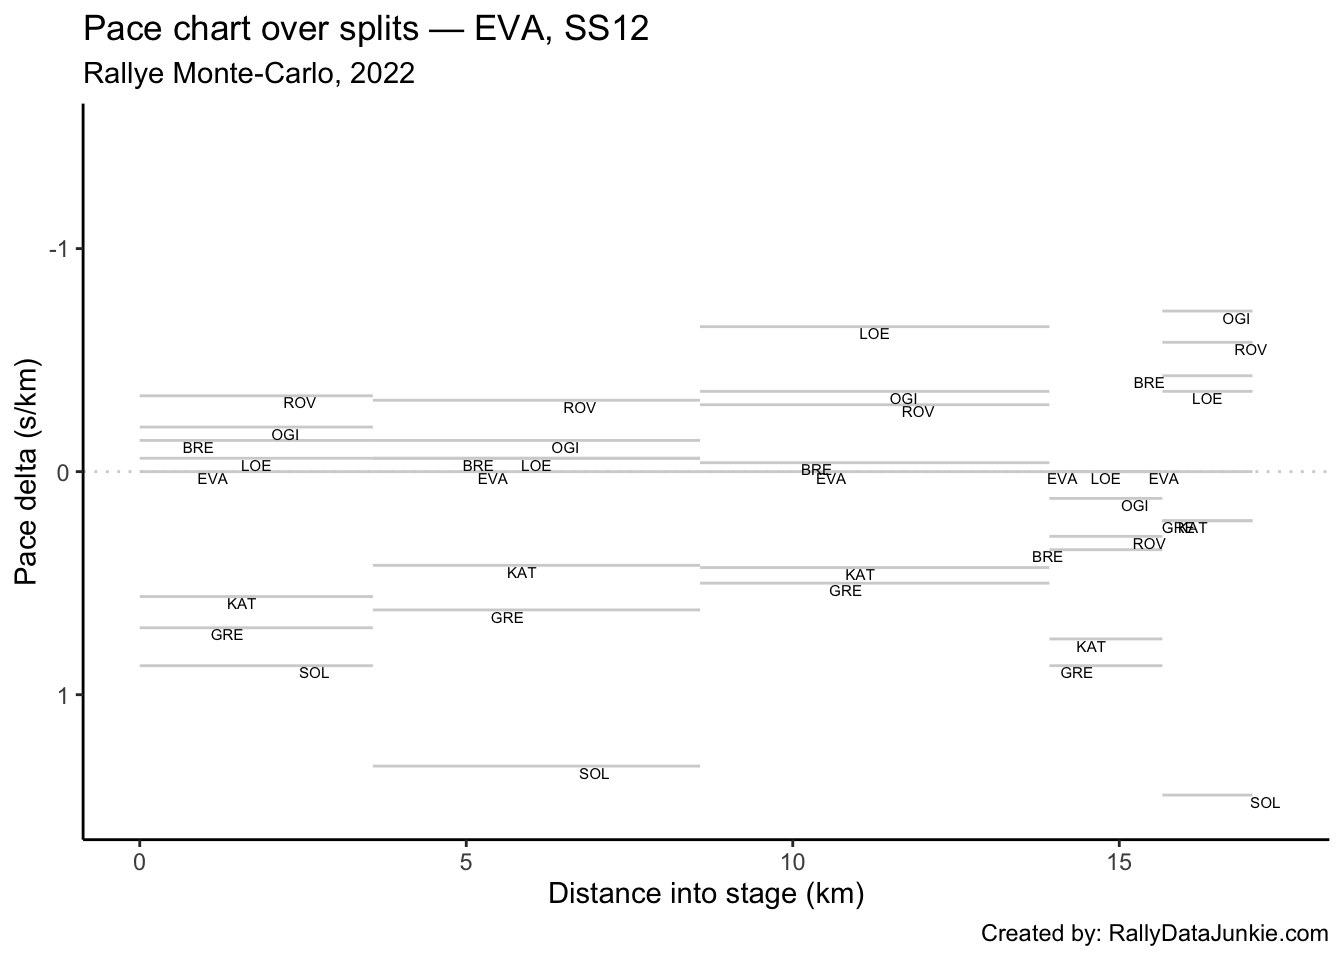 Pace chart over splits — EVA, SS12
Rallye Monte-Carlo, 2022
Pace delta (s/km)
-1
0
1
OGI
LOE
ROV
BRE
ROV
ROV
OGI
LOE
ROV
OGI
BRE
OGI
BRE
LOE
BRE
LOE
BRE
EVA
EVA
EVA
EVA
LOE
EVA
OGI
GRE
KAT
ROV
BRE
KAT
KAT
GRE
KAT
GRE
GRE
KAT
SOL
GRE
SOL
SOL
0
5
10
15
Distance into stage (km)
Created by: RallyDataJunkie.com